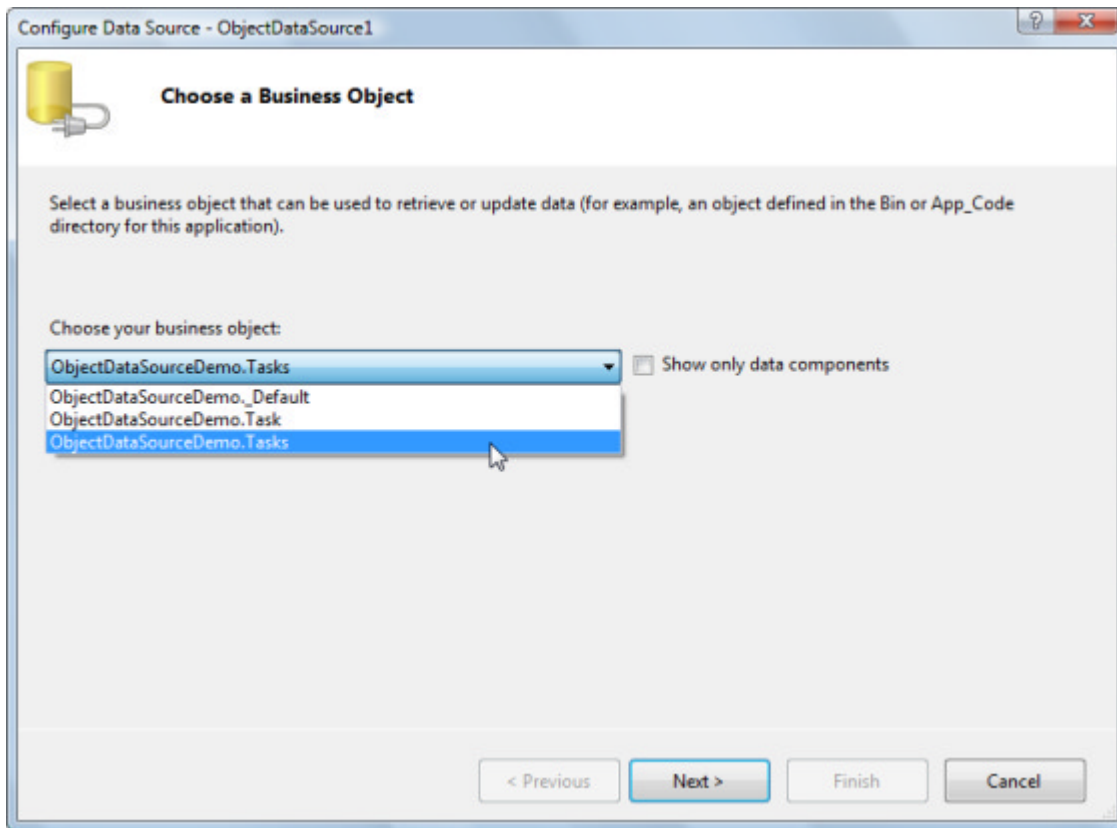 Configure Data Source - ObjectDataSource1
Choose a Business Object
Select a business object that can be used to retrieve or update data (for example, an object defined in the Bin or App_Code
directory for this application).
Choose your business object:
ObjectDataSourceDemo.Tasks
Show only data components
ObjectDataSourceDemo._Default
ObjectDataSourceDemo.Task
ObjectDataSourceDemo.Tasks
< Previous
Next >
Finish
Cancel